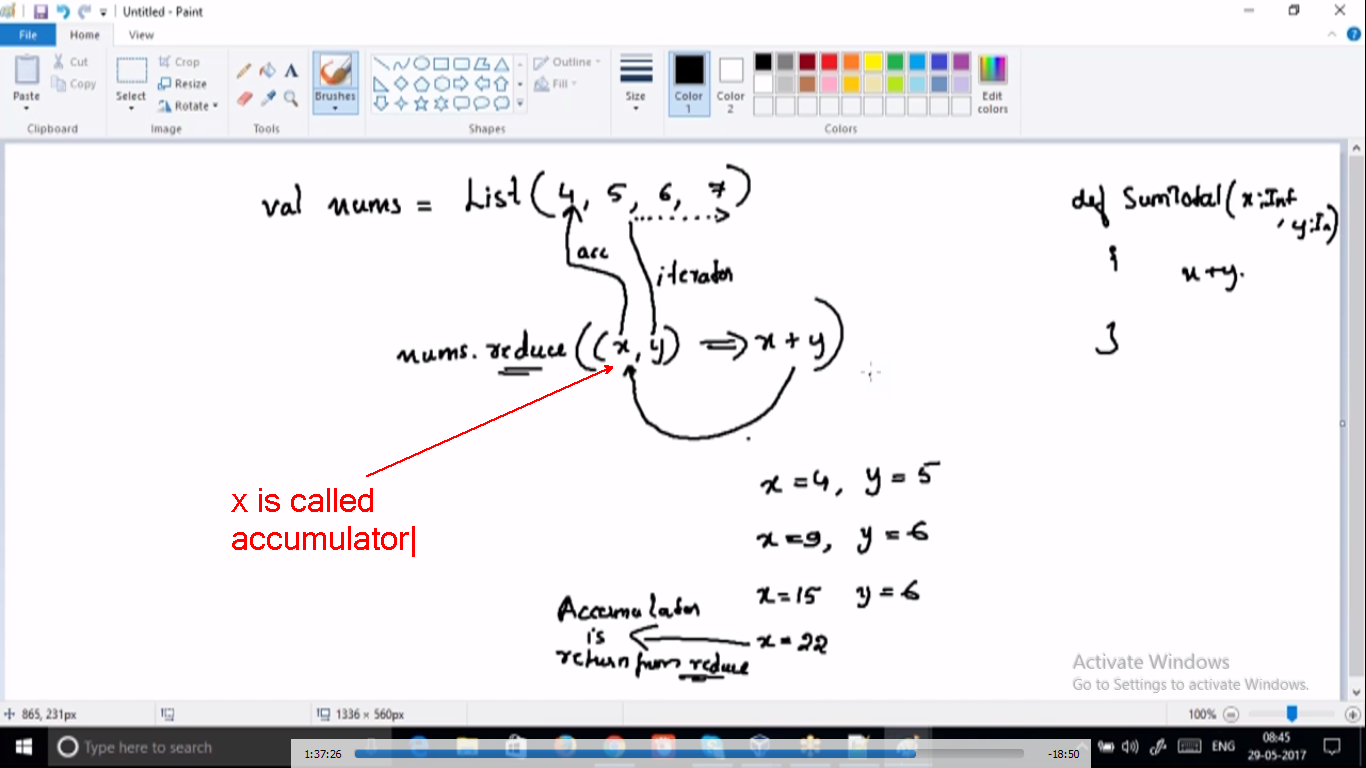 Untitled - Paint
File Home View
Paste Cut Copy
Clipboard
Select Crop Resize Rotate
Image
Tools
Brushes
Shapes
Outline
Fill
Size
Color 1
Color 2
Edit colors
Colors
val nums = List(4, 5, 6, 7)
acc
iterator
nums.reduce((x, y) => x + y)
x is called
accumulator
def SumTotal(x:Int
, y:In)
{
x+y.
}
x = 4, y = 5
x = 9, y = 6
x = 15 y = 6
x = 22
Accumulator
is
return from reduce
Activate Windows
Go to Settings to activate Windows.
865, 231px
1336 × 560px
100%
Type here to search
1:37:26
-18:50
ENG
08:45
29-05-2017